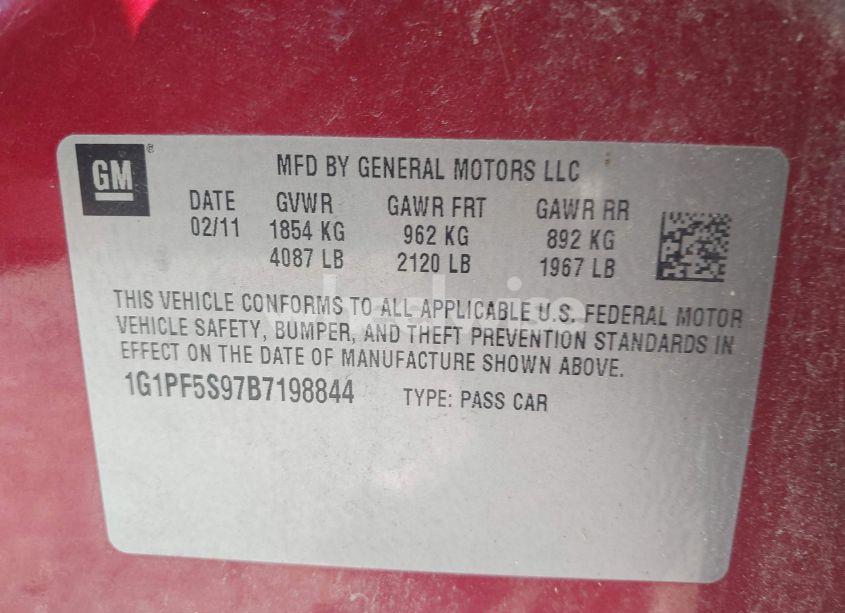 GM ®
MFD BY GENERAL MOTORS LLC
DATE GVWR GAWR FRT GAWR RR
02/11 1854 KG 962 KG 892 KG
4087 LB 2120 LB 1967 LB
THIS VEHICLE CONFORMS TO ALL APPLICABLE U.S. FEDERAL MOTOR
VEHICLE SAFETY, BUMPER, AND THEFT PREVENTION STANDARDS IN
EFFECT ON THE DATE OF MANUFACTURE SHOWN ABOVE.
1G1PF5S97B7198844 TYPE: PASS CAR